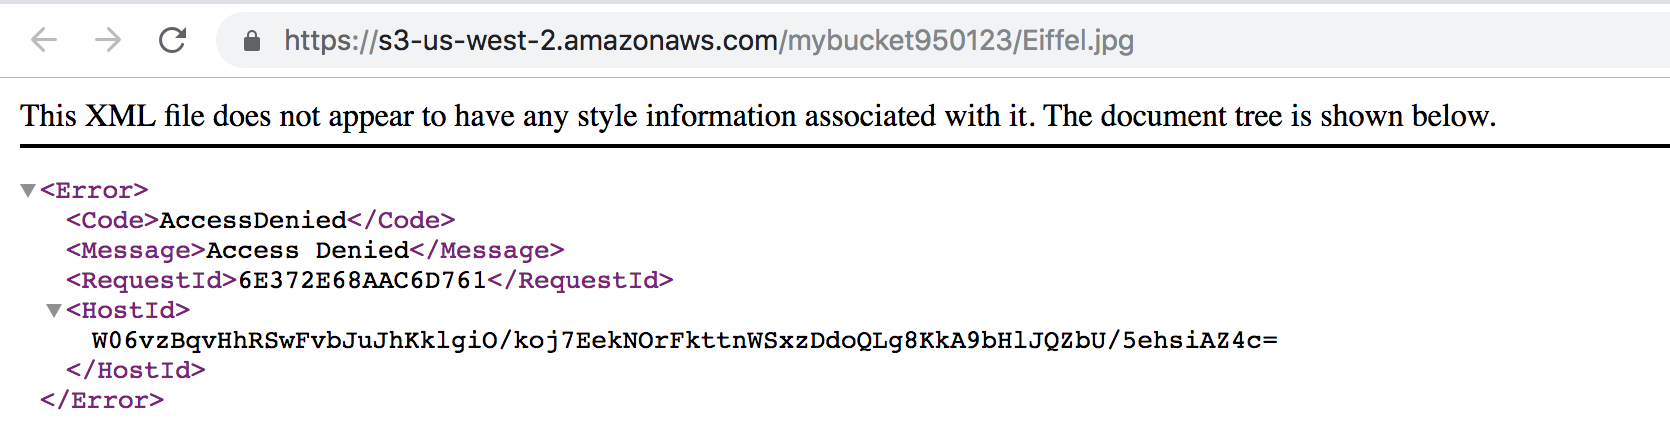 https://s3-us-west-2.amazonaws.com/mybucket950123/Eiffel.jpg
This XML file does not appear to have any style information associated with it. The document tree is shown below.
<Error>
<Code>AccessDenied</Code>
<Message>Access Denied</Message>
<RequestId>6E372E68AAC6D761</RequestId>
<HostId>
W06vzBqvHhRSwFvbJuJhKklgiO/koj7EekNOrFkttnWSxzDdoQLg8KkA9bHlJQZbU/5ehsiAZ4c=
</HostId>
</Error>